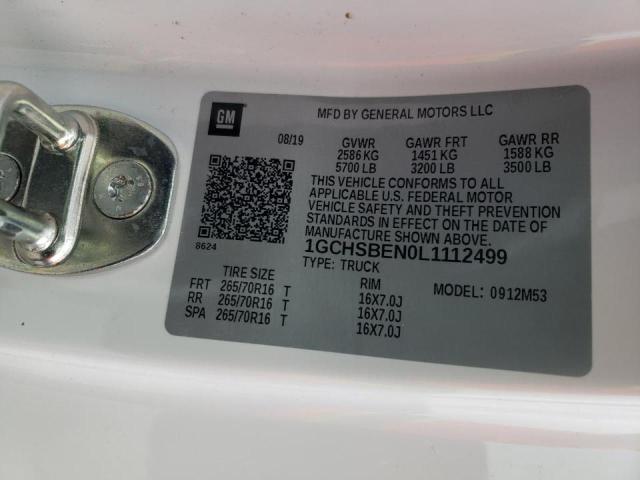 GM
MFD BY GENERAL MOTORS LLC
08/19 GVWR GAWR FRT GAWR RR
2586 KG 1451 KG 1588 KG
5700 LB 3200 LB 3500 LB
THIS VEHICLE CONFORMS TO ALL
APPLICABLE U.S. FEDERAL MOTOR
VEHICLE SAFETY AND THEFT PREVENTION
STANDARDS IN EFFECT ON THE DATE OF
MANUFACTURE SHOWN ABOVE.
8624
1GCHSBEN0L1112499
TYPE: TRUCK
TIRE SIZE RIM
FRT 265/70R16 T 16X7.0J MODEL: 0912M53
RR 265/70R16 T 16X7.0J
SPA 265/70R16 T 16X7.0J